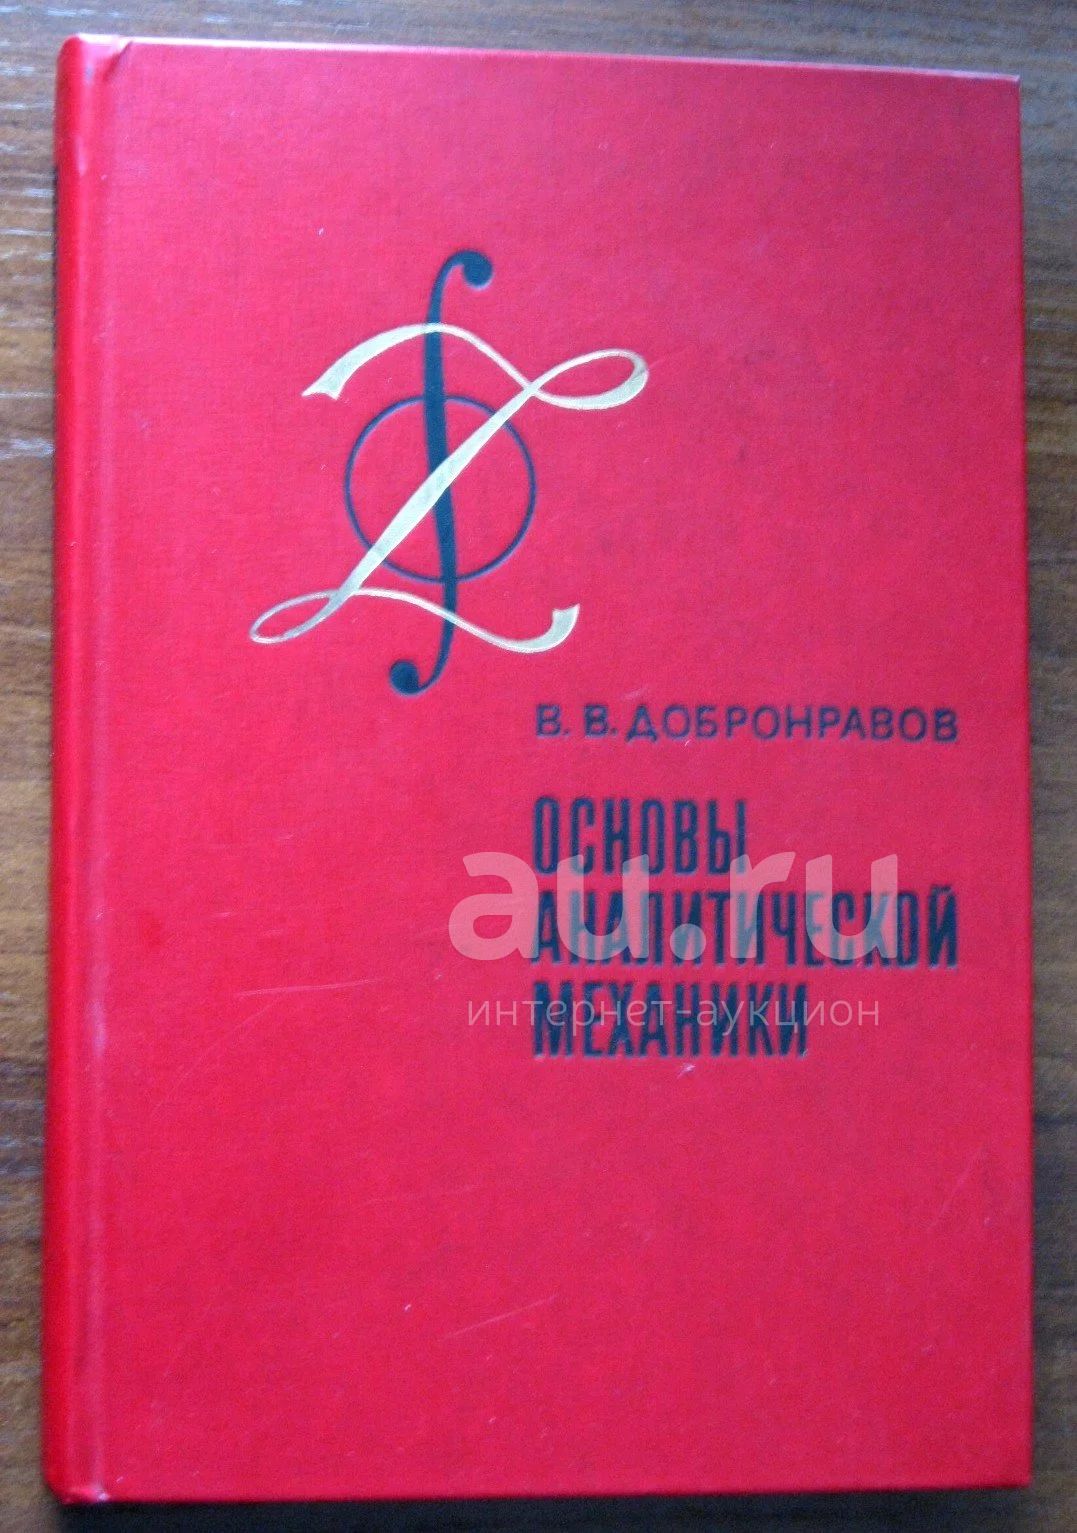 В. В. ДОБРОНРАВОВ
ОСНОВЫ
АНАЛИТИЧЕСКОЙ
МЕХАНИКИ
au.ru
интернет-аукцион